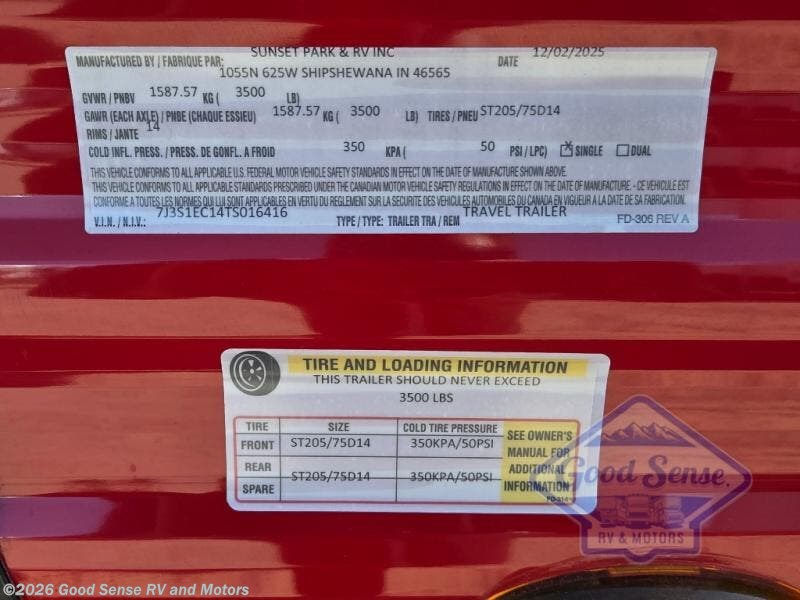 SUNSET PARK & RV INC
MANUFACTURED BY / FABRIQUE PAR: DATE 12/02/2025
1055N 625W SHIPSHEWANA IN 46565
GVWR / PNBV 1587.57 KG ( 3500 LB)
GAWR (EACH AXLE) / PNBE (CHAQUE ESSIEU) 1587.57 KG ( 3500 LB) TIRES / PNEU ST205/75D14
RIMS / JANTE 14
COLD INFL. PRESS. / PRESS. DE GONFL. A FROID 350 KPA ( 50 PSI / LPC) X SINGLE DUAL
THIS VEHICLE CONFORMS TO ALL APPLICABLE U.S. FEDERAL MOTOR VEHICLE SAFETY STANDARDS IN EFFECT ON THE DATE OF MANUFACTURE SHOWN ABOVE.
THIS VEHICLE CONFORMS TO ALL APPLICABLE STANDARDS PRESCRIBED UNDER THE CANADIAN MOTOR VEHICLE SAFETY REGULATIONS IN EFFECT ON THE DATE OF MANUFACTURE. - CE VEHICULE EST
CONFORME A TOUTES LES NORMES QUI LUI SONT APPLICABLES EN VERTU DU REGLEMENT SUR LA SECURITE DES VEHICULES AUTOMOBILES DU CANADA EN VIGUEUR A LA DATE DE SA FABRICATION.
V.I.N. / N.I.V.: 7J3S1EC14TS016416 TYPE / TYPE: TRAILER TRA / REM TRAVEL TRAILER FD-306 REV A
TIRE AND LOADING INFORMATION
THIS TRAILER SHOULD NEVER EXCEED
3500 LBS
TIRE SIZE COLD TIRE PRESSURE
FRONT ST205/75D14 350KPA/50PSI
REAR
SPARE ST205/75D14 350KPA/50PSI
SEE OWNER'S
MANUAL FOR
ADDITIONAL
INFORMATION
FD-314
Good Sense
RV & MOTORS
©2026 Good Sense RV and Motors